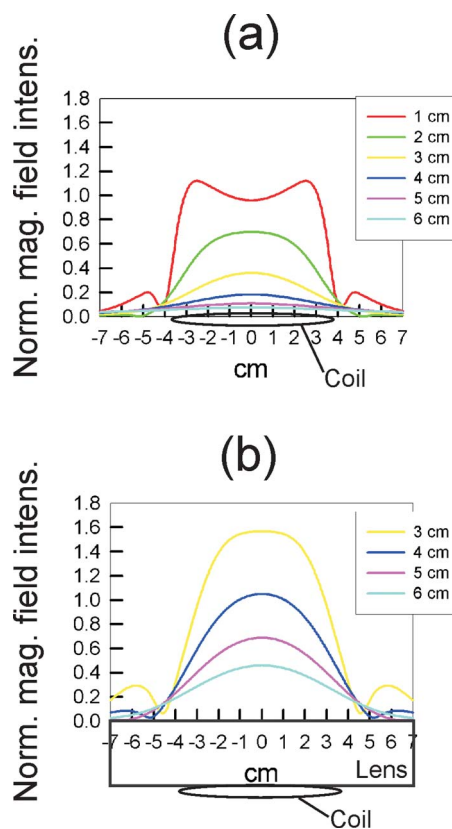 (a)
Norm. mag. field intens.
1.8
1.6
1.4
1.2
1.0
0.8
0.6
0.4
0.2
0.0
1 cm
2 cm
3 cm
4 cm
5 cm
6 cm
-7 -6 -5 -4 -3 -2 -1 0 1 2 3 4 5 6 7
cm
Coil
(b)
Norm. mag. field intens.
1.8
1.6
1.4
1.2
1.0
0.8
0.6
0.4
0.2
0.0
3 cm
4 cm
5 cm
6 cm
-7 -6 -5 -4 -3 -2 -1 0 1 2 3 4 5 6 7
cm
Lens
Coil